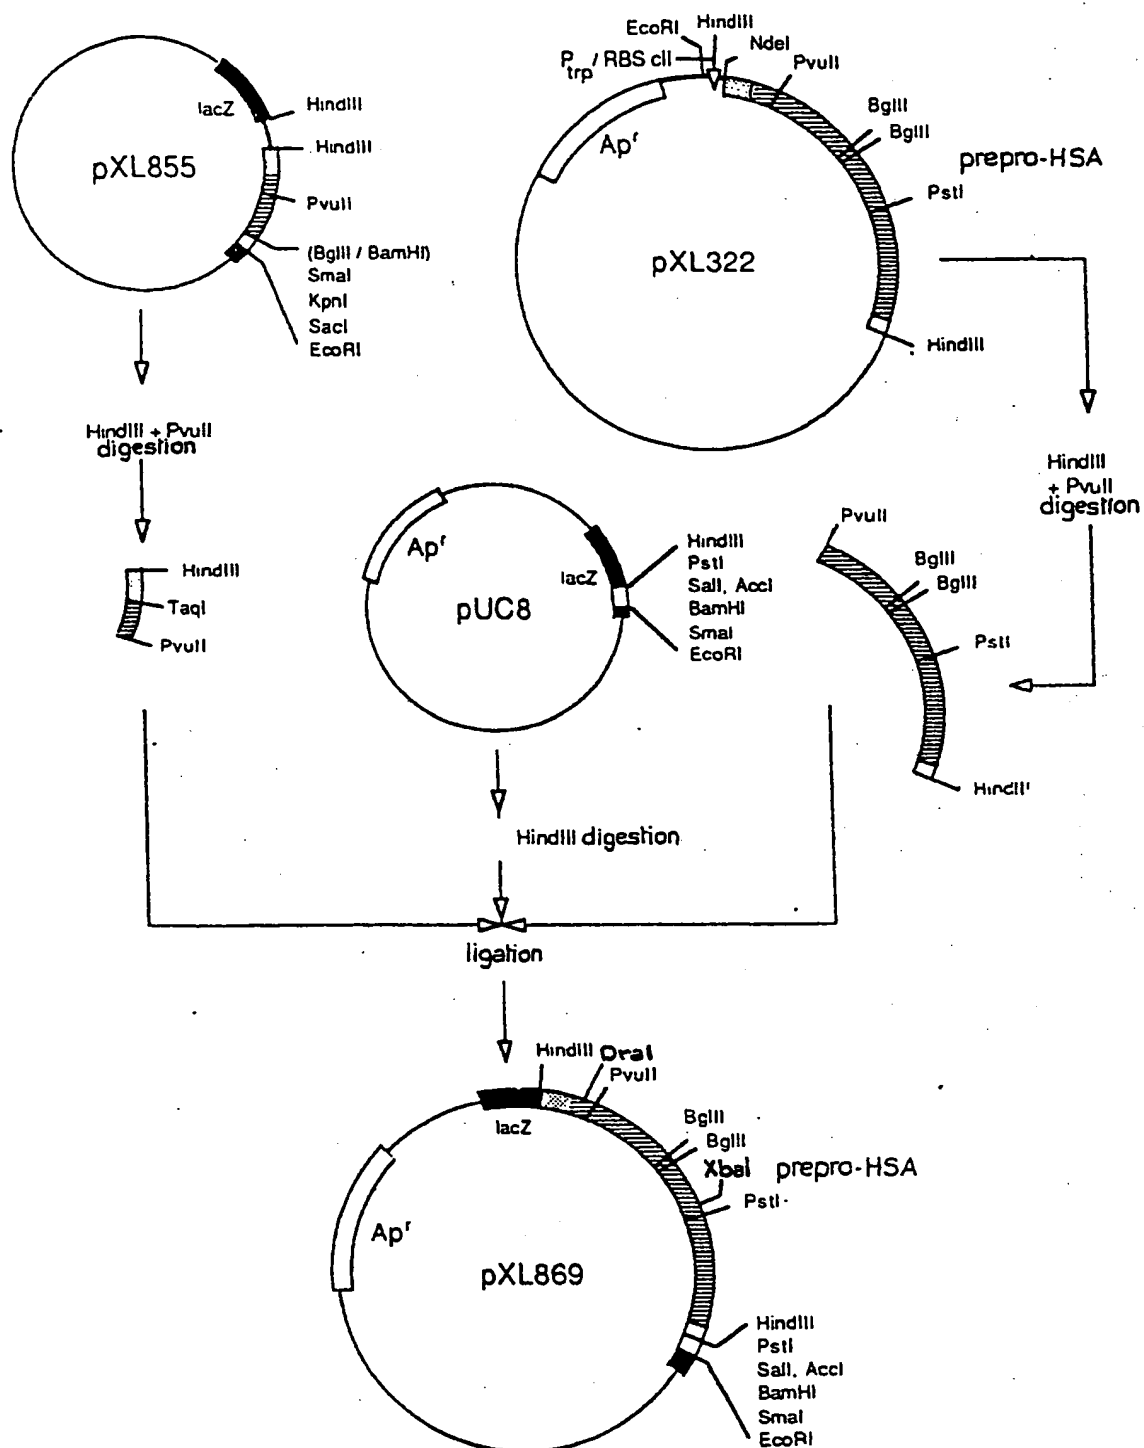 lacZ
HindIII
HindIII
pXL855
PvuII
(BglII / BamHI)
SmaI
KpnI
SacI
EcoRI
HindIII + PvuII
digestion
HindIII
TaqI
PvuII
EcoRI
HindIII
NdeI
Ptrp / RBS cII
PvuII
Apr
BglII
BglII
prepro-HSA
PstI
pXL322
HindIII
HindIII
+ PvuII
digestion
PvuII
BglII
BglII
PstI
HindIII
Apr
lacZ
pUC8
HindIII
PstI
SalI, AccI
BamHI
SmaI
EcoRI
HindIII digestion
ligation
HindIII DraI
PvuII
lacZ
BglII
BglII
XbaI prepro-HSA
PstI
Apr
pXL869
HindIII
PstI
SalI, AccI
BamHI
SmaI
EcoRI